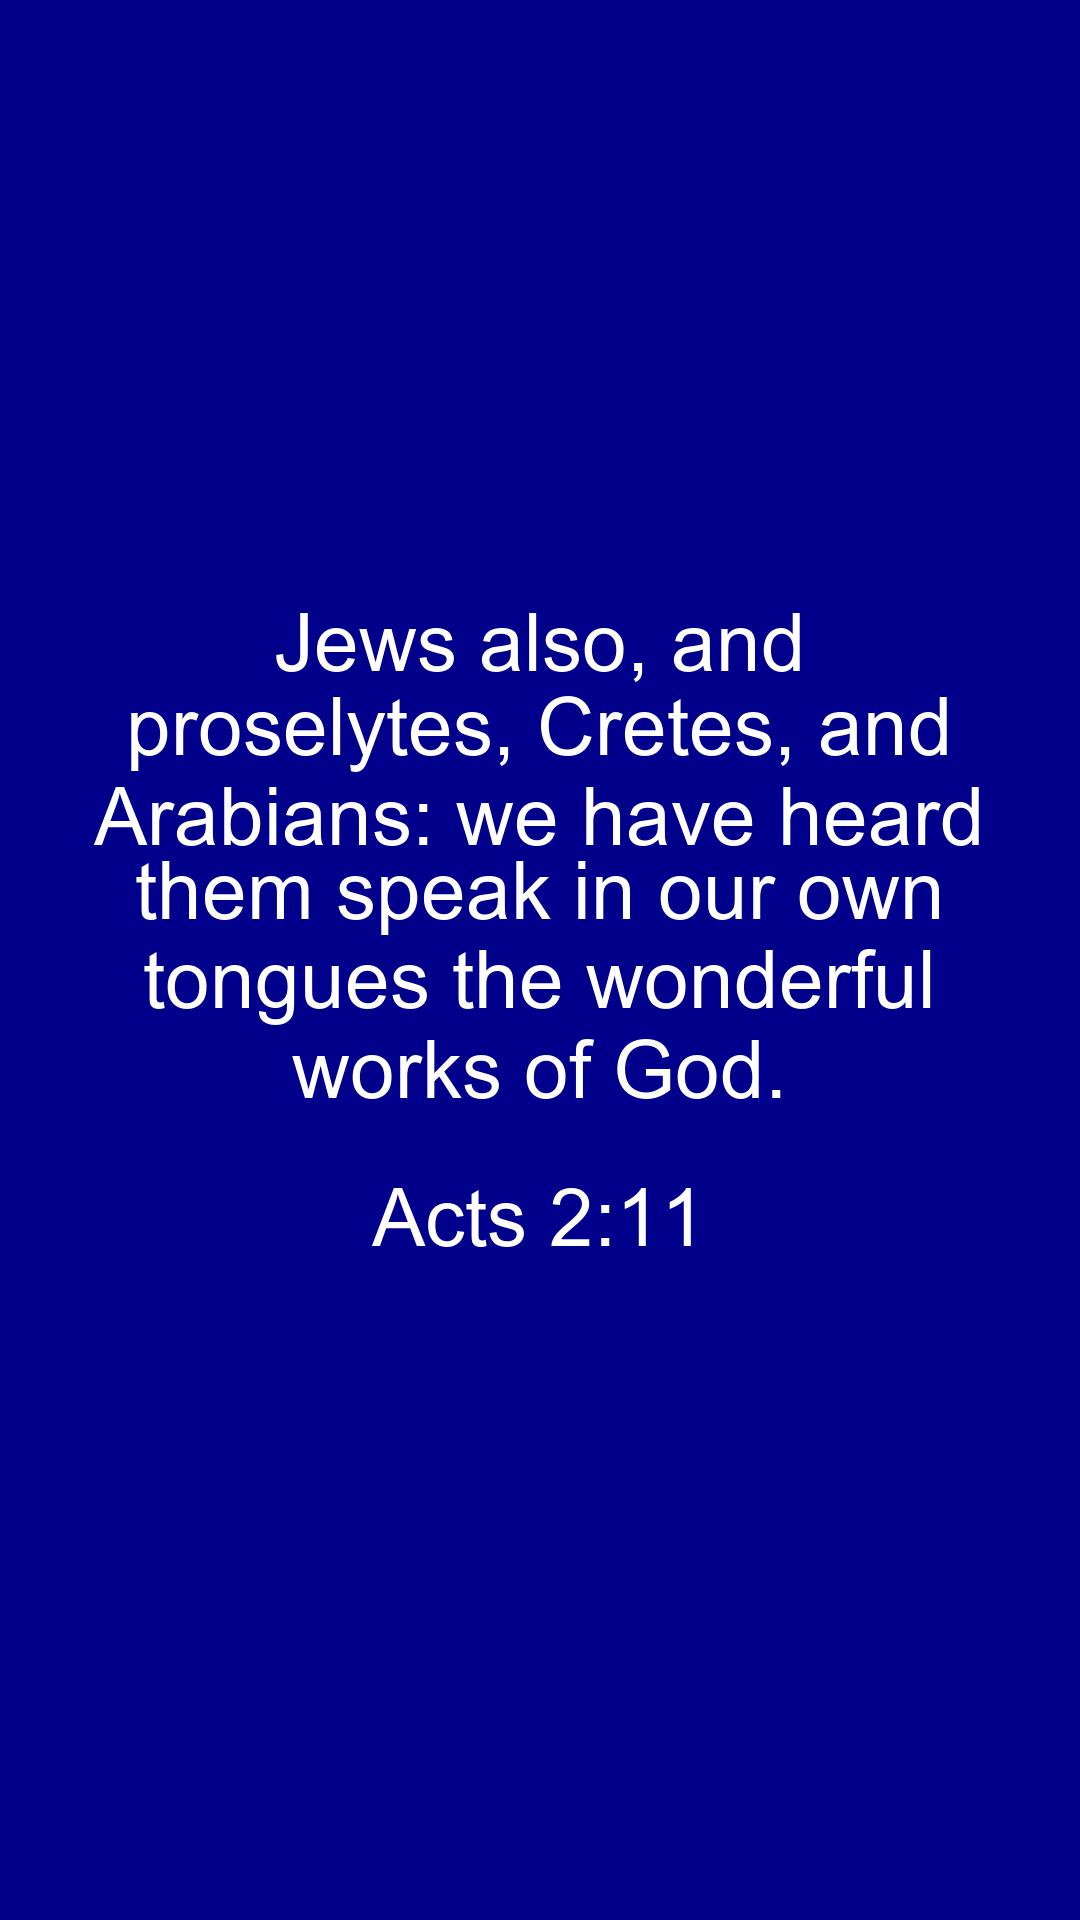 Jews also, and
proselytes, Cretes, and
Arabians: we have heard
them speak in our own
tongues the wonderful
works of God.
Acts 2:11